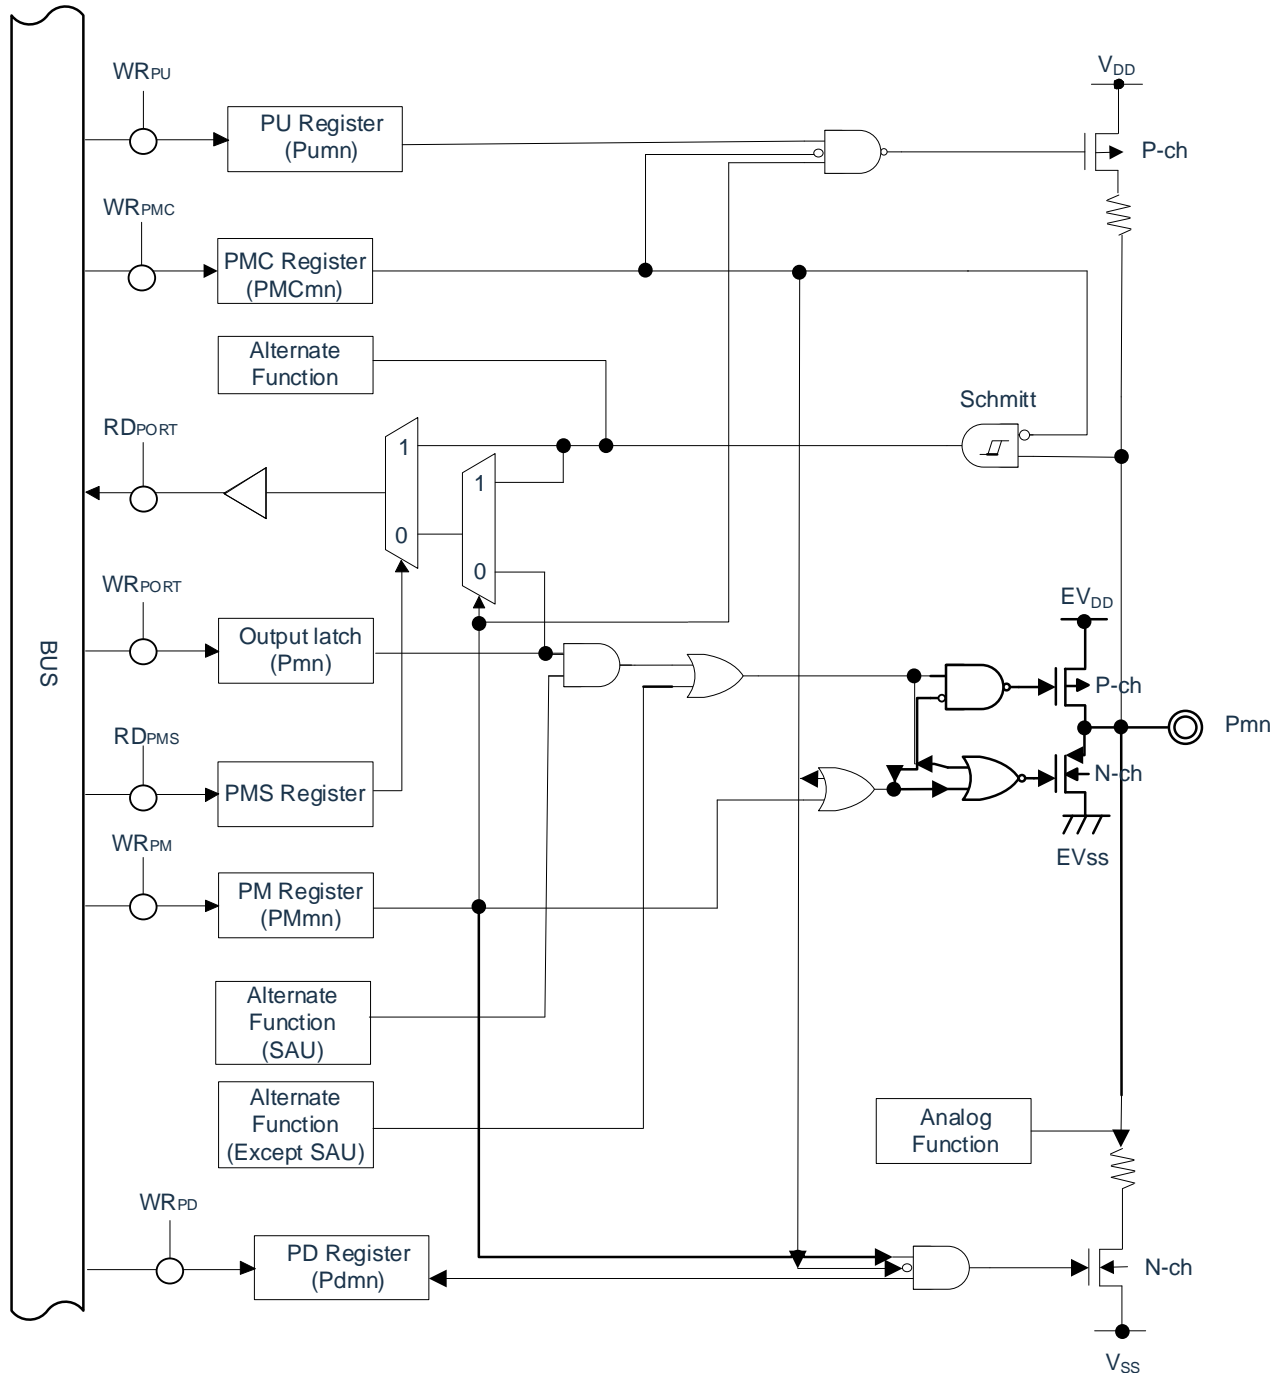 WRPU
VDD
PU Register
(Pumn)
P-ch
WRPMC
PMC Register
(PMCmn)
Alternate
Function
Schmitt
RDPORT
1
1
0
0
WRPORT
EVDD
BUS
Output latch
(Pmn)
P-ch
Pmn
RDPMS
N-ch
PMS Register
WRPM
EVss
PM Register
(PMmn)
Alternate
Function
(SAU)
Alternate
Function
(Except SAU)
Analog
Function
WRPD
PD Register
(Pdmn)
N-ch
VSS